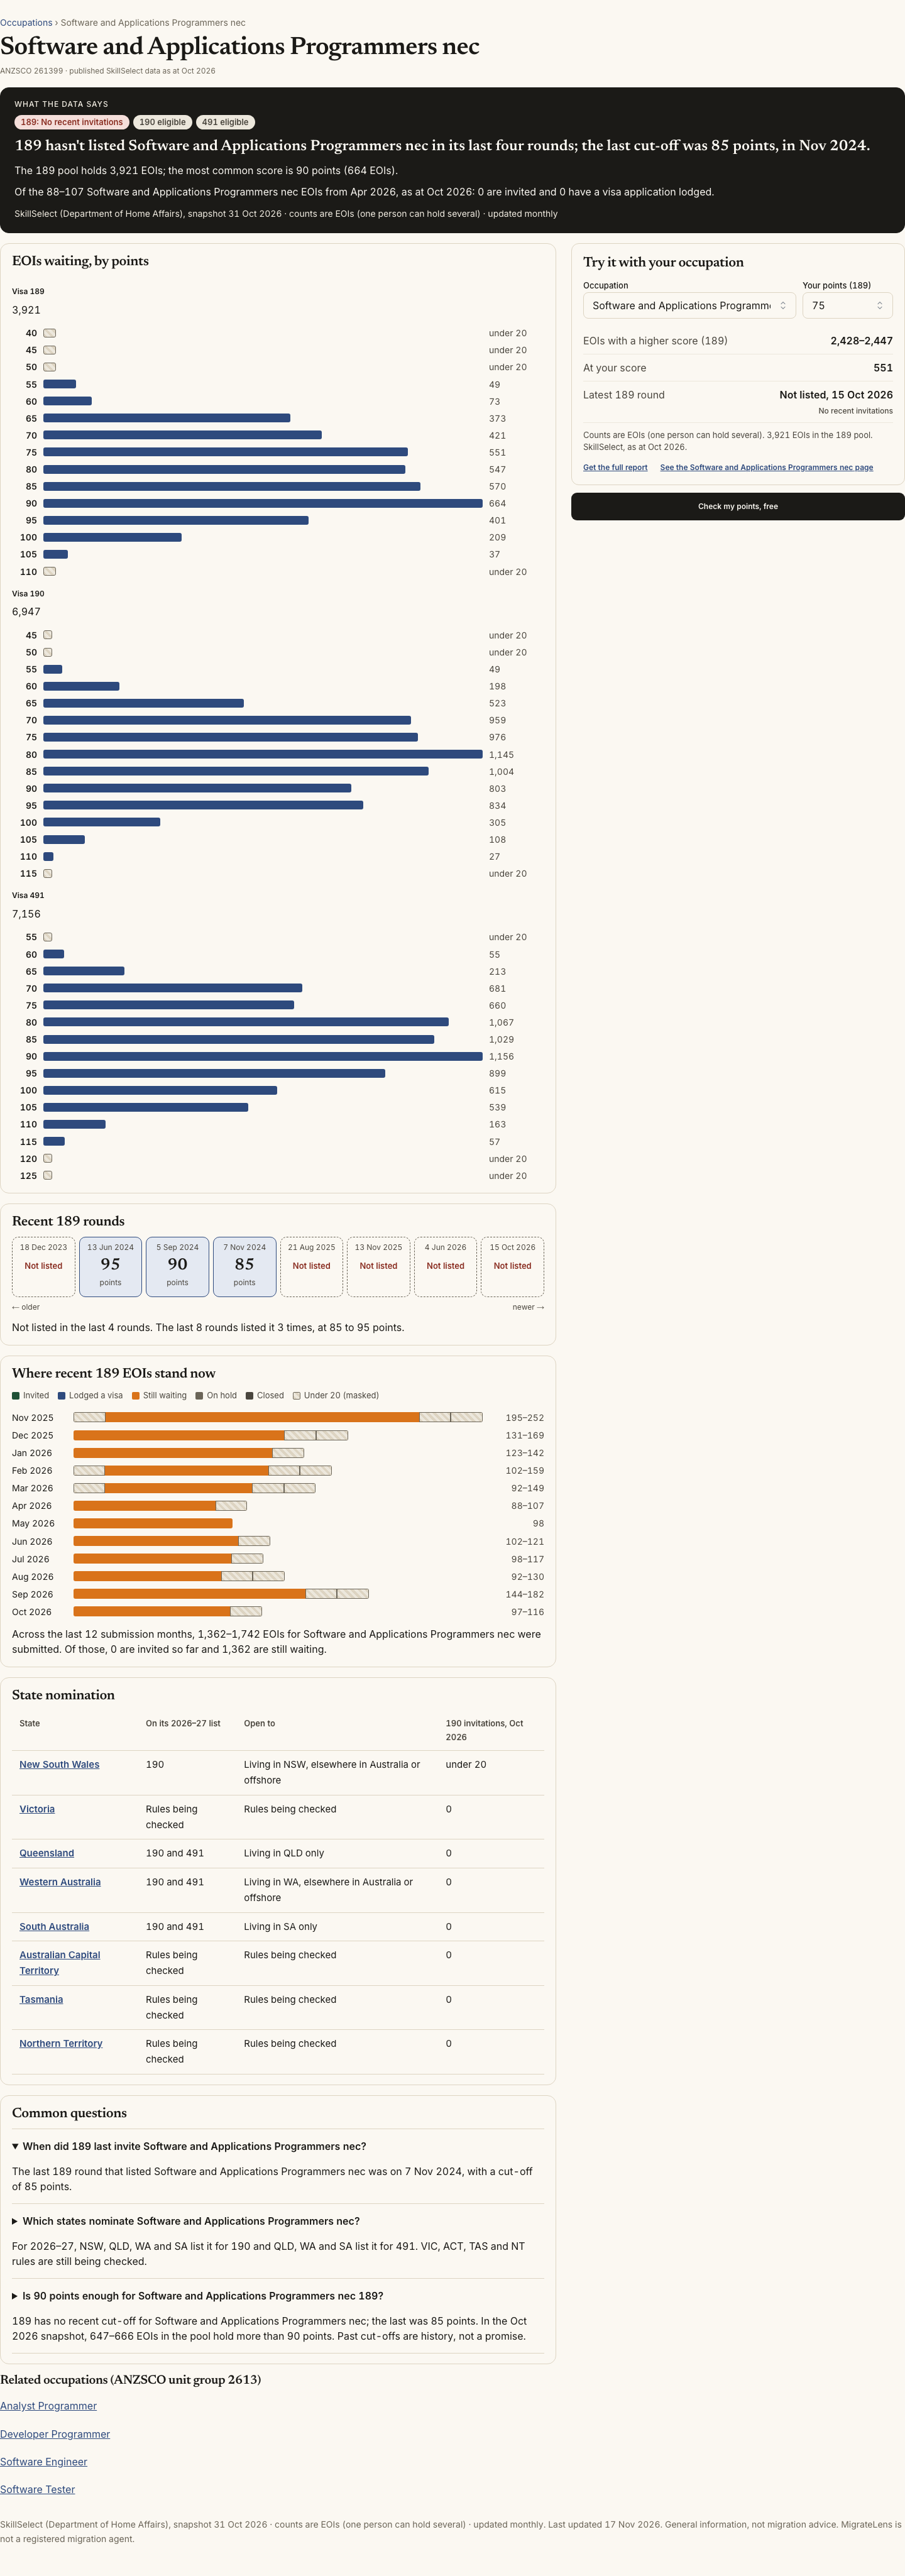 Occupations › Software and Applications Programmers nec
Software and Applications Programmers nec
ANZSCO 261399 · published SkillSelect data as at Oct 2026
WHAT THE DATA SAYS
189: No recent invitations 190 eligible 491 eligible
189 hasn't listed Software and Applications Programmers nec in its last four rounds; the last cut-off was 85 points, in Nov 2024.
The 189 pool holds 3,921 EOIs; the most common score is 90 points (664 EOIs).
Of the 88–107 Software and Applications Programmers nec EOIs from Apr 2026, as at Oct 2026: 0 are invited and 0 have a visa application lodged.
SkillSelect (Department of Home Affairs), snapshot 31 Oct 2026 · counts are EOIs (one person can hold several) · updated monthly
EOIs waiting, by points
Visa 189
3,921
40 under 20
45 under 20
50 under 20
55 49
60 73
65 373
70 421
75 551
80 547
85 570
90 664
95 401
100 209
105 37
110 under 20
Visa 190
6,947
45 under 20
50 under 20
55 49
60 198
65 523
70 959
75 976
80 1,145
85 1,004
90 803
95 834
100 305
105 108
110 27
115 under 20
Visa 491
7,156
55 under 20
60 55
65 213
70 681
75 660
80 1,067
85 1,029
90 1,156
95 899
100 615
105 539
110 163
115 57
120 under 20
125 under 20
Try it with your occupation
Occupation Your points (189)
Software and Applications Programm 75
EOIs with a higher score (189) 2,428–2,447
At your score 551
Latest 189 round Not listed, 15 Oct 2026
No recent invitations
Counts are EOIs (one person can hold several). 3,921 EOIs in the 189 pool.
SkillSelect, as at Oct 2026.
Get the full report See the Software and Applications Programmers nec page
Check my points, free
Recent 189 rounds
18 Dec 2023 13 Jun 2024 5 Sep 2024 7 Nov 2024 21 Aug 2025 13 Nov 2025 4 Jun 2026 15 Oct 2026
Not listed 95 90 85 Not listed Not listed Not listed Not listed
points points points
← older newer →
Not listed in the last 4 rounds. The last 8 rounds listed it 3 times, at 85 to 95 points.
Where recent 189 EOIs stand now
Invited Lodged a visa Still waiting On hold Closed Under 20 (masked)
Nov 2025 195–252
Dec 2025 131–169
Jan 2026 123–142
Feb 2026 102–159
Mar 2026 92–149
Apr 2026 88–107
May 2026 98
Jun 2026 102–121
Jul 2026 98–117
Aug 2026 92–130
Sep 2026 144–182
Oct 2026 97–116
Across the last 12 submission months, 1,362–1,742 EOIs for Software and Applications Programmers nec were
submitted. Of those, 0 are invited so far and 1,362 are still waiting.
State nomination
State On its 2026–27 list Open to 190 invitations, Oct
2026
New South Wales 190 Living in NSW, elsewhere in Australia or under 20
offshore
Victoria Rules being Rules being checked 0
checked
Queensland 190 and 491 Living in QLD only 0
Western Australia 190 and 491 Living in WA, elsewhere in Australia or 0
offshore
South Australia 190 and 491 Living in SA only 0
Australian Capital Rules being Rules being checked 0
Territory checked
Tasmania Rules being Rules being checked 0
checked
Northern Territory Rules being Rules being checked 0
checked
Common questions
▼ When did 189 last invite Software and Applications Programmers nec?
The last 189 round that listed Software and Applications Programmers nec was on 7 Nov 2024, with a cut-off
of 85 points.
▶ Which states nominate Software and Applications Programmers nec?
For 2026–27, NSW, QLD, WA and SA list it for 190 and QLD, WA and SA list it for 491. VIC, ACT, TAS and NT
rules are still being checked.
▶ Is 90 points enough for Software and Applications Programmers nec 189?
189 has no recent cut-off for Software and Applications Programmers nec; the last was 85 points. In the Oct
2026 snapshot, 647–666 EOIs in the pool hold more than 90 points. Past cut-offs are history, not a promise.
Related occupations (ANZSCO unit group 2613)
Analyst Programmer
Developer Programmer
Software Engineer
Software Tester
SkillSelect (Department of Home Affairs), snapshot 31 Oct 2026 · counts are EOIs (one person can hold several) · updated monthly. Last updated 17 Nov 2026. General information, not migration advice. MigrateLens is
not a registered migration agent.